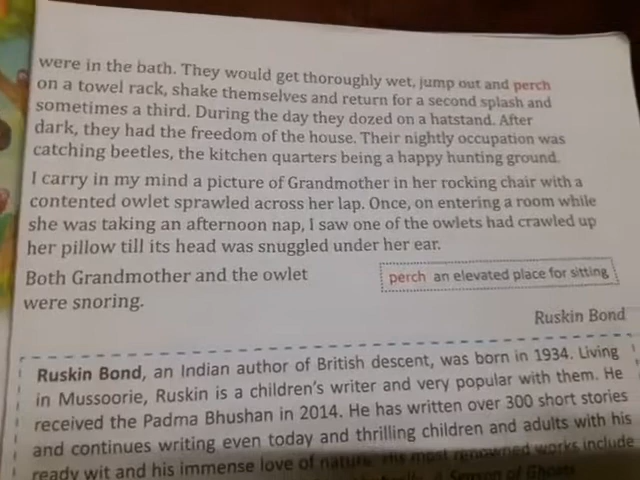 were in the bath. They would get thoroughly wet, jump out and perch
on a towel rack, shake themselves and return for a second splash and
sometimes a third. During the day they dozed on a hatstand. After
dark, they had the freedom of the house. Their nightly occupation was
catching beetles, the kitchen quarters being a happy hunting ground.
I carry in my mind a picture of Grandmother in her rocking chair with a
contented owlet sprawled across her lap. Once, on entering a room while
she was taking an afternoon nap, I saw one of the owlets had crawled up
her pillow till its head was snuggled under her ear.
Both Grandmother and the owlet
were snoring.
perch an elevated place for sitting
Ruskin Bond
Ruskin Bond, an Indian author of British descent, was born in 1934. Living
in Mussoorie, Ruskin is a children's writer and very popular with them. He
received the Padma Bhushan in 2014. He has written over 300 short stories
and continues writing even today and thrilling children and adults with his
ready wit and his immense love of nature. His most renowned works include
A Season of Ghosts